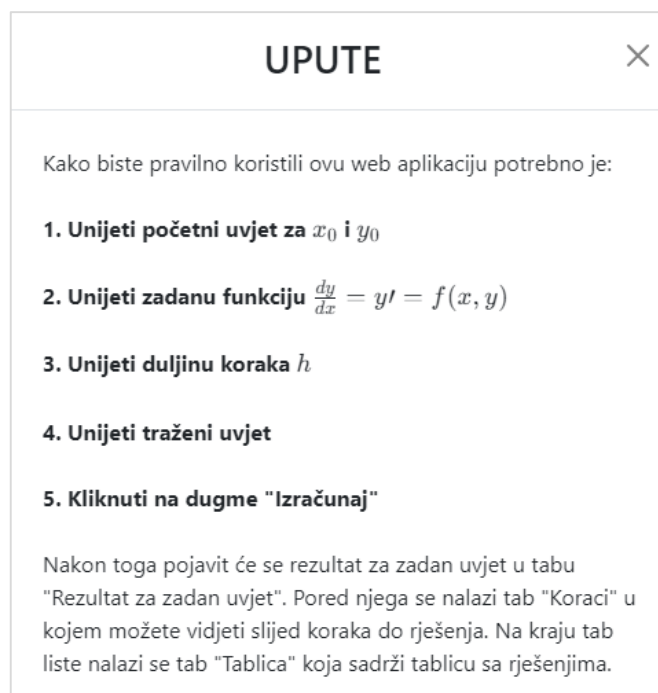 UPUTE
Kako biste pravilno koristili ovu web aplikaciju potrebno je:
1. Unijeti početni uvjet za x₀ i y₀
2. Unijeti zadanu funkciju dy/dx = y′ = f(x, y)
3. Unijeti duljinu koraka h
4. Unijeti traženi uvjet
5. Kliknuti na dugme "Izračunaj"
Nakon toga pojavit će se rezultat za zadan uvjet u tabu
"Rezultat za zadan uvjet". Pored njega se nalazi tab "Koraci" u
kojem možete vidjeti slijed koraka do rješenja. Na kraju tab
liste nalazi se tab "Tablica" koja sadrži tablicu sa rješenjima.